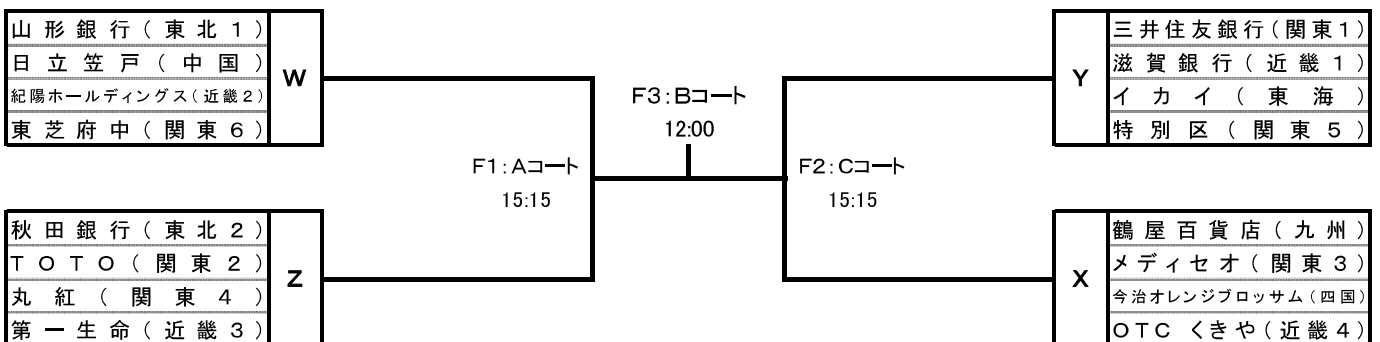 山形銀行(東北1)
日立笠戸(中国)
紀陽ホールディングス(近畿2)
東芝府中(関東6)
W
F1:Aコート
15:15
秋田銀行(東北2)
TOTO(関東2)
丸紅(関東4)
第一生命(近畿3)
Z
F3:Bコート
12:00
三井住友銀行(関東1)
滋賀銀行(近畿1)
イカイ(東海)
特別区(関東5)
Y
F2:Cコート
15:15
鶴屋百貨店(九州)
メディセオ(関東3)
今治オレンジブロッサム(四国)
OTCくきや(近畿4)
X